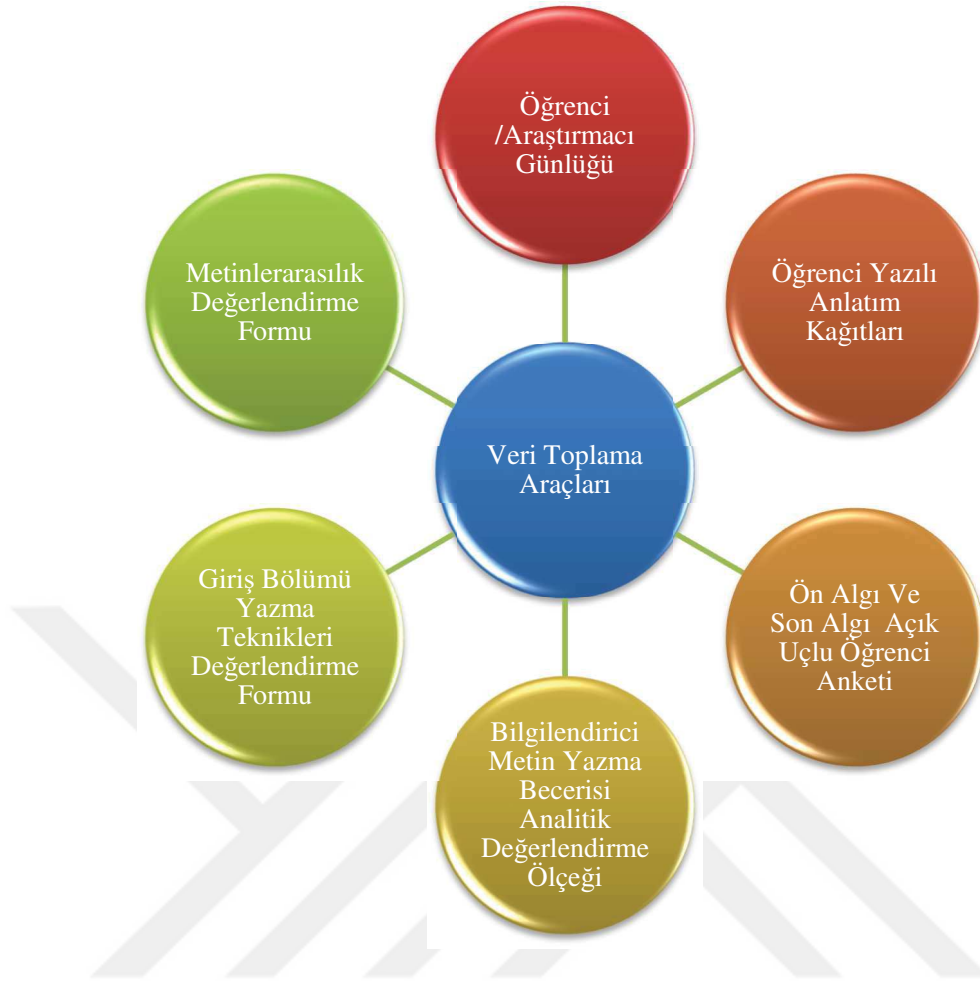 Öğrenci
/Araştırmacı
Günlüğü
Öğrenci Yazılı
Anlatım
Kağıtları
Ön Algı Ve
Son Algı Açık
Uçlu Öğrenci
Anketi
Bilgilendirici
Metin Yazma
Becerisi
Analitik
Değerlendirme
Ölçeği
Giriş Bölümü
Yazma
Teknikleri
Değerlendirme
Formu
Metinlerarasılık
Değerlendirme
Formu
Veri Toplama
Araçları